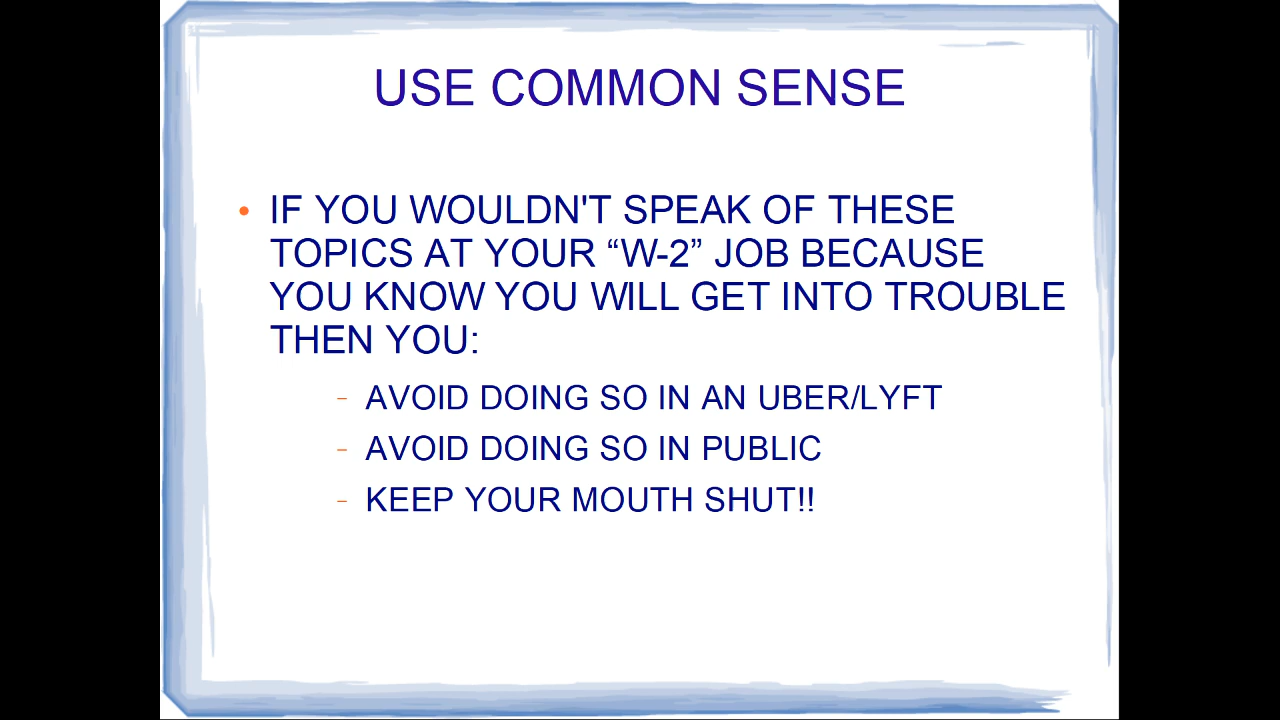 USE COMMON SENSE
• IF YOU WOULDN'T SPEAK OF THESE
TOPICS AT YOUR “W-2” JOB BECAUSE
YOU KNOW YOU WILL GET INTO TROUBLE
THEN YOU:
– AVOID DOING SO IN AN UBER/LYFT
– AVOID DOING SO IN PUBLIC
– KEEP YOUR MOUTH SHUT!!